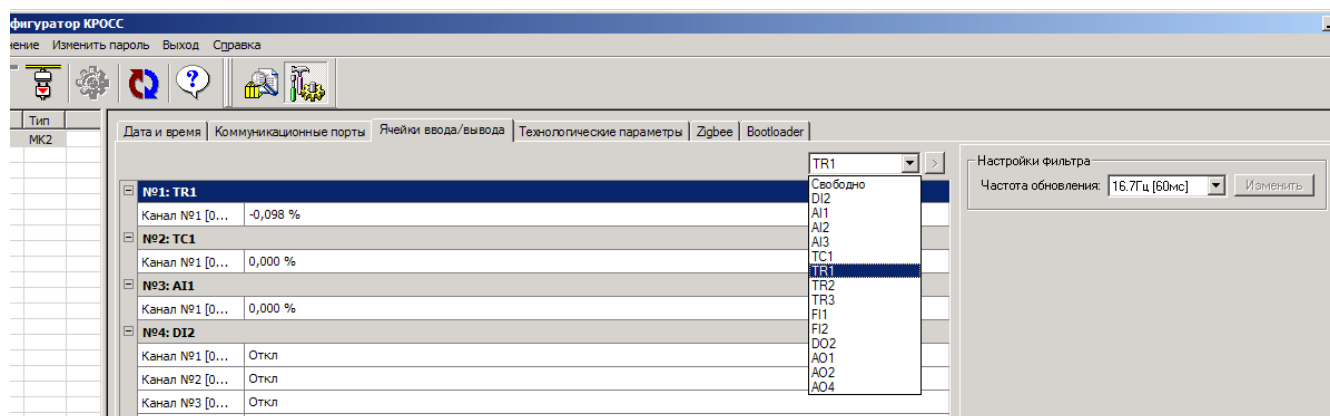 фигуратор КРОСС
нение Изменить пароль Выход Справка
Тип
МК2
Дата и время Коммуникационные порты Ячейки ввода/вывода Технологические параметры Zigbee Bootloader
TR1 >
Настройки фильтра
Частота обновления: 16.7Гц [60мс] Изменить
Свободно
DI2
AI1
AI2
AI3
TC1
TR1
TR2
TR3
FI1
FI2
DO2
AO1
AO2
AO4
№1: TR1
Канал №1 [0... -0,098 %
№2: TC1
Канал №1 [0... 0,000 %
№3: AI1
Канал №1 [0... 0,000 %
№4: DI2
Канал №1 [0... Откл
Канал №2 [0... Откл
Канал №3 [0... Откл